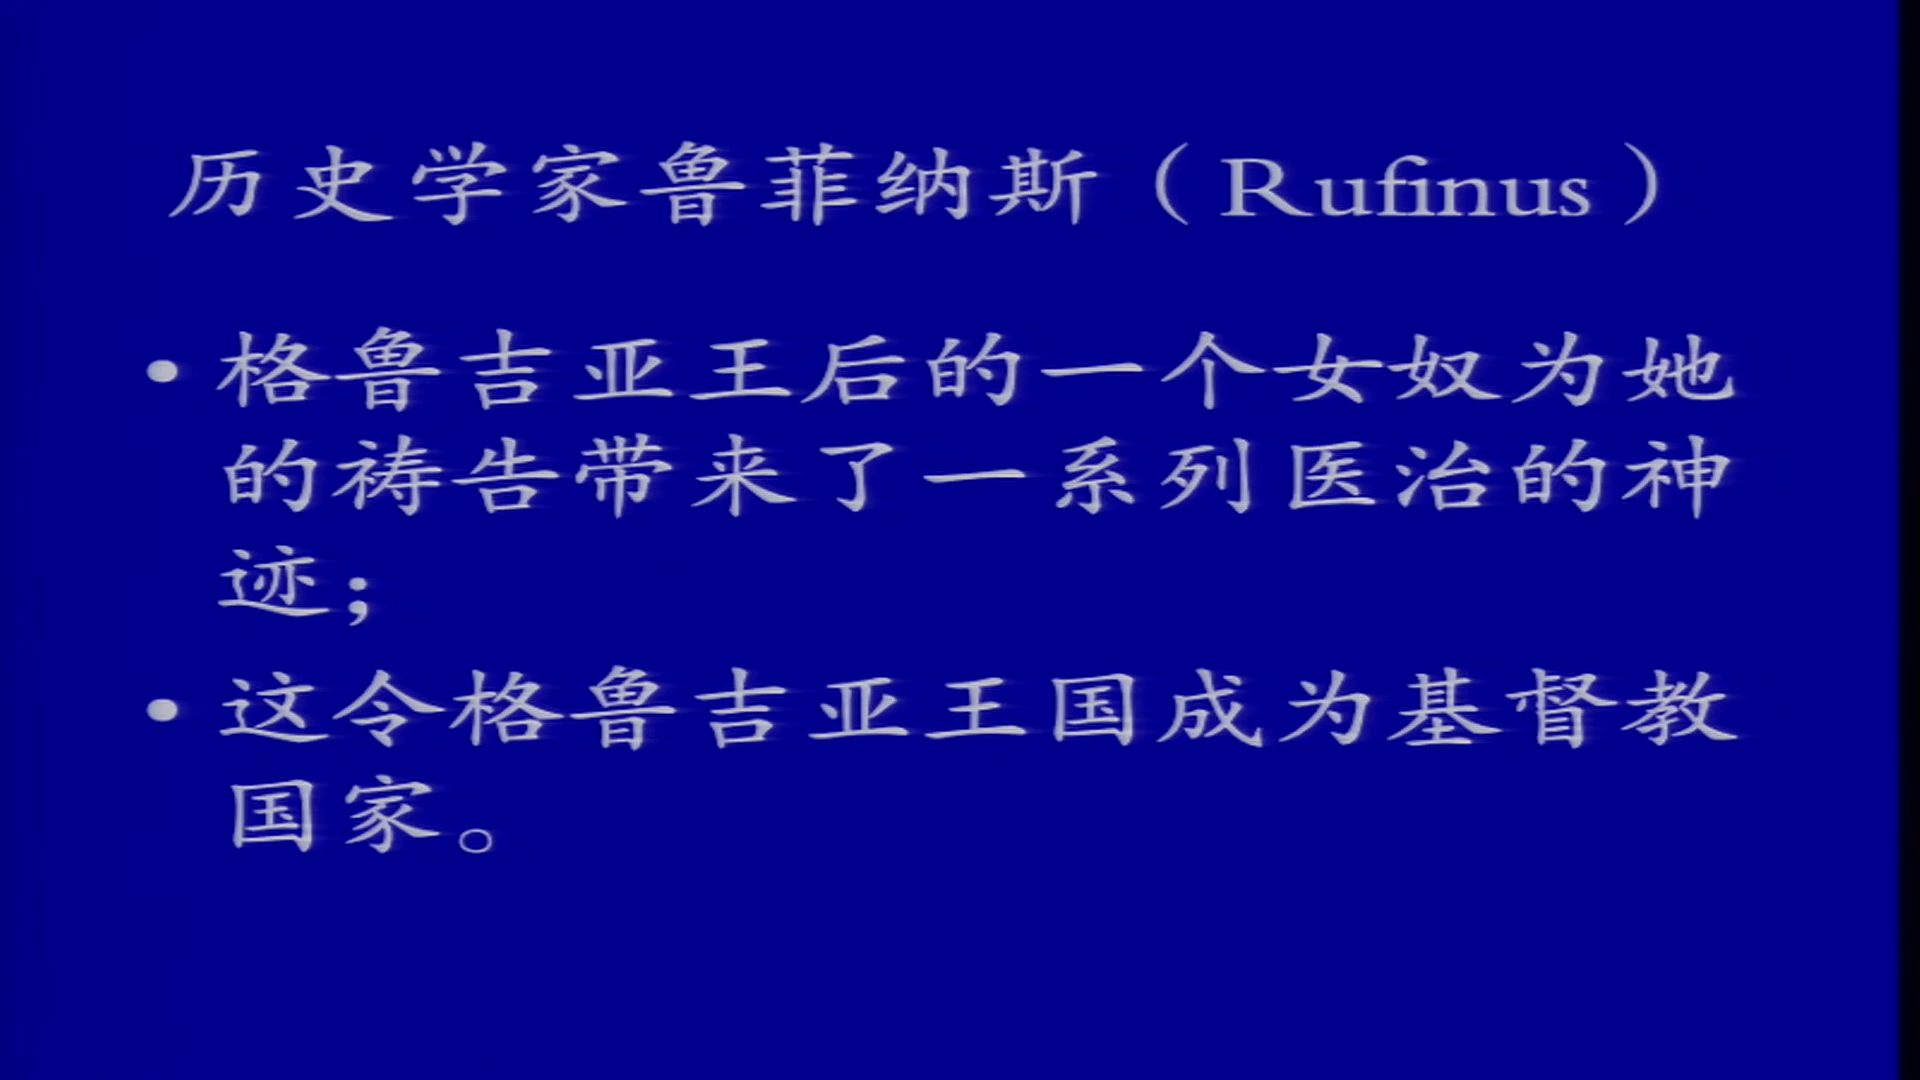 历史学家鲁菲纳斯（Rufinus）
• 格鲁吉亚王后的一个女奴为她
的祷告带来了一系列医治的神
迹；
• 这令格鲁吉亚王国成为基督教
国家。